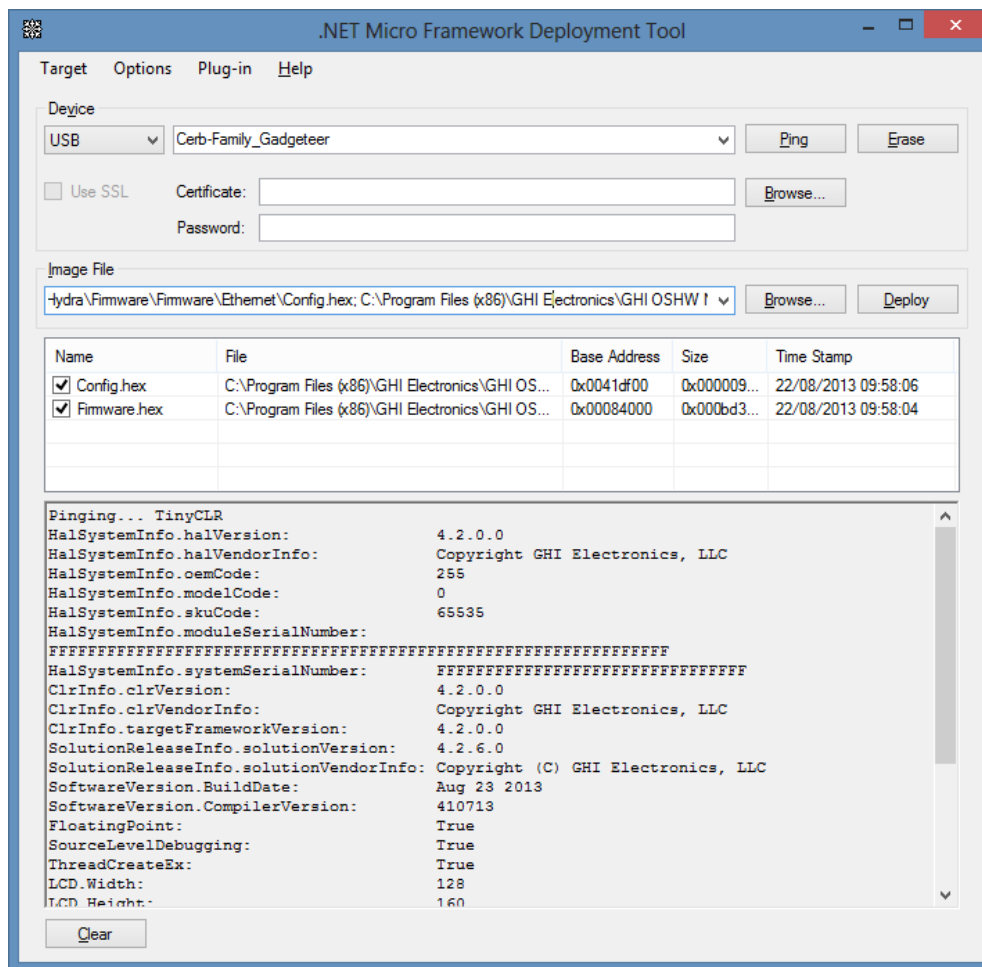 .NET Micro Framework Deployment Tool
Target Options Plug-in Help
Device
USB Cerb-Family_Gadgeteer Ping Erase
Use SSL Certificate: Browse...
Password:
Image File
Hydra\Firmware\Firmware\Ethernet\Config.hex; C:\Program Files (x86)\GHI Electronics\GHI OSHW Browse... Deploy
Name File Base Address Size Time Stamp
Config.hex C:\Program Files (x86)\GHI Electronics\GHI OS... 0x0041df00 0x000009... 22/08/2013 09:58:06
Firmware.hex C:\Program Files (x86)\GHI Electronics\GHI OS... 0x00084000 0x000bd3... 22/08/2013 09:58:04
Pinging... TinyCLR
HalSystemInfo.halVersion: 4.2.0.0
HalSystemInfo.halVendorInfo: Copyright GHI Electronics, LLC
HalSystemInfo.oemCode: 255
HalSystemInfo.modelCode: 0
HalSystemInfo.skuCode: 65535
HalSystemInfo.moduleSerialNumber:
FFFFFFFFFFFFFFFFFFFFFFFFFFFFFFFFFFFFFFFFFFFFFFFFFFFFFFFFFFFFFFFF
HalSystemInfo.systemSerialNumber: FFFFFFFFFFFFFFFFFFFFFFFFFFFFFFFF
ClrInfo.clrVersion: 4.2.0.0
ClrInfo.clrVendorInfo: Copyright GHI Electronics, LLC
ClrInfo.targetFrameworkVersion: 4.2.0.0
SolutionReleaseInfo.solutionVersion: 4.2.6.0
SolutionReleaseInfo.solutionVendorInfo: Copyright (C) GHI Electronics, LLC
SoftwareVersion.BuildDate: Aug 23 2013
SoftwareVersion.CompilerVersion: 410713
FloatingPoint: True
SourceLevelDebugging: True
ThreadCreateEx: True
LCD.Width: 128
LCD.Height: 160
Clear